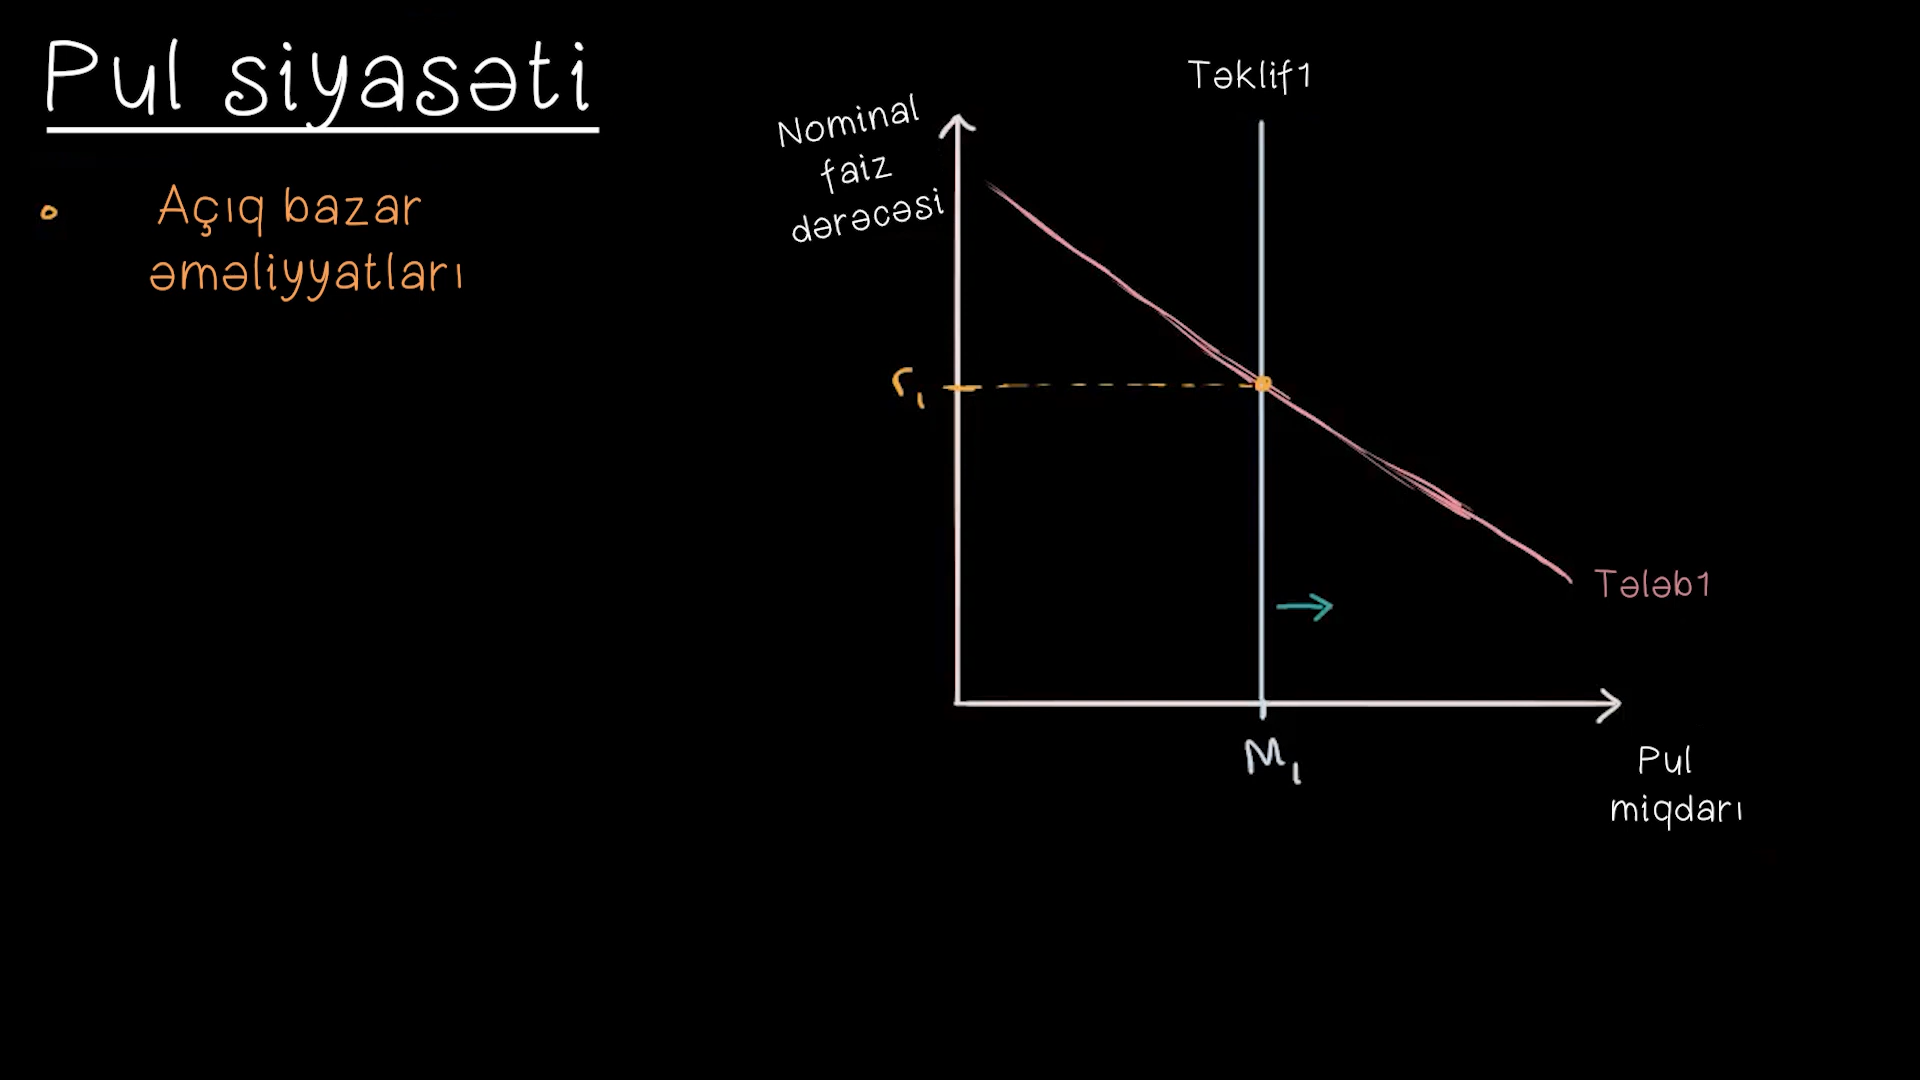 Pul siyasəti
Açıq bazar
əməliyyatları
Təklif1
Nominal
faiz
dərəcəsi
r₁
Tələb1
M₁
Pul
miqdarı